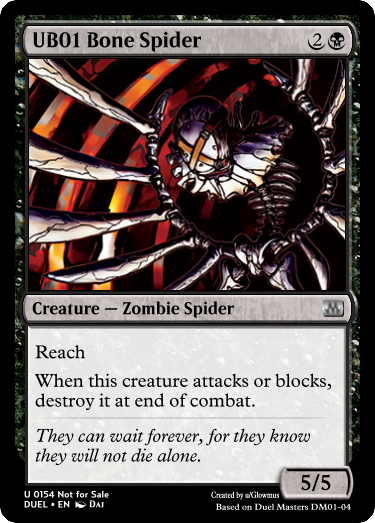 UB01 Bone Spider 2
Creature — Zombie Spider
Reach
When this creature attacks or blocks,
destroy it at end of combat.
They can wait forever, for they know
they will not die alone.
5/5
U 0154 Not for Sale
DUEL • EN Dai
Created by u/Glowmus
Based on Duel Masters DM01-04